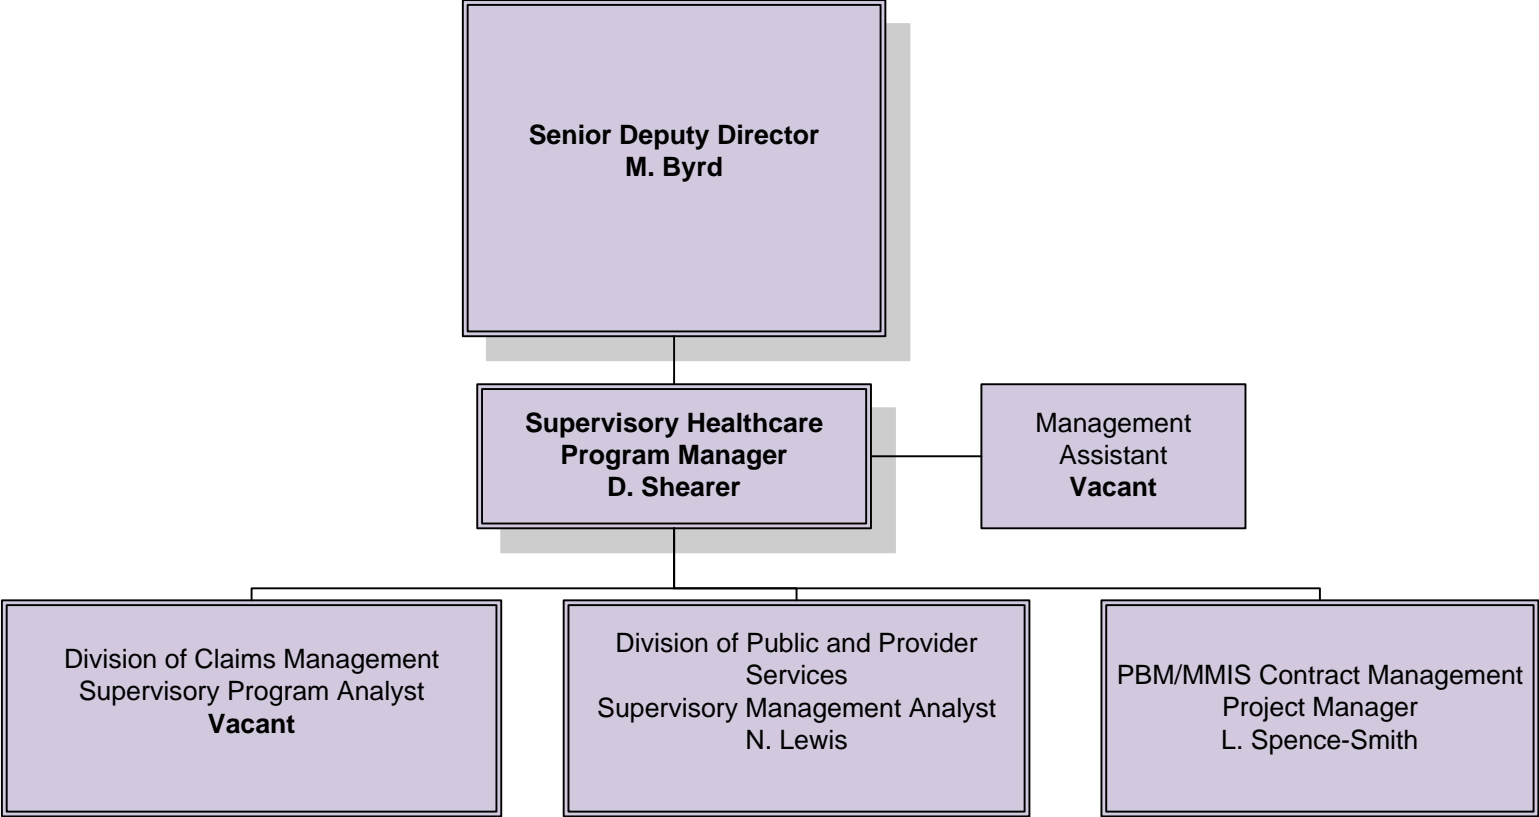 Senior Deputy Director
M. Byrd
Supervisory Healthcare
Program Manager
D. Shearer
Management
Assistant
Vacant
Division of Claims Management
Supervisory Program Analyst
Vacant
Division of Public and Provider
Services
Supervisory Management Analyst
N. Lewis
PBM/MMIS Contract Management
Project Manager
L. Spence-Smith